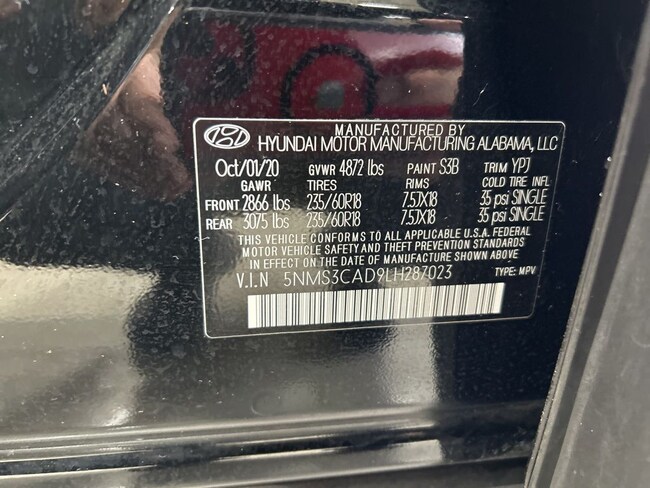 MANUFACTURED BY
HYUNDAI MOTOR MANUFACTURING ALABAMA, LLC
Oct/01/20 GVWR 4872 lbs PAINT S3B TRIM YPJ
GAWR TIRES RIMS COLD TIRE INFL
FRONT 2866 lbs 235/60R18 7.5JX18 35 psi SINGLE
REAR 3075 lbs 235/60R18 7.5JX18 35 psi SINGLE
THIS VEHICLE CONFORMS TO ALL APPLICABLE U.S.A. FEDERAL
MOTOR VEHICLE SAFETY AND THEFT PREVENTION STANDARDS
IN EFFECT ON THE DATE OF MANUFACTURE SHOWN ABOVE
V.I.N 5NMS3CAD9LH287023 TYPE: MPV